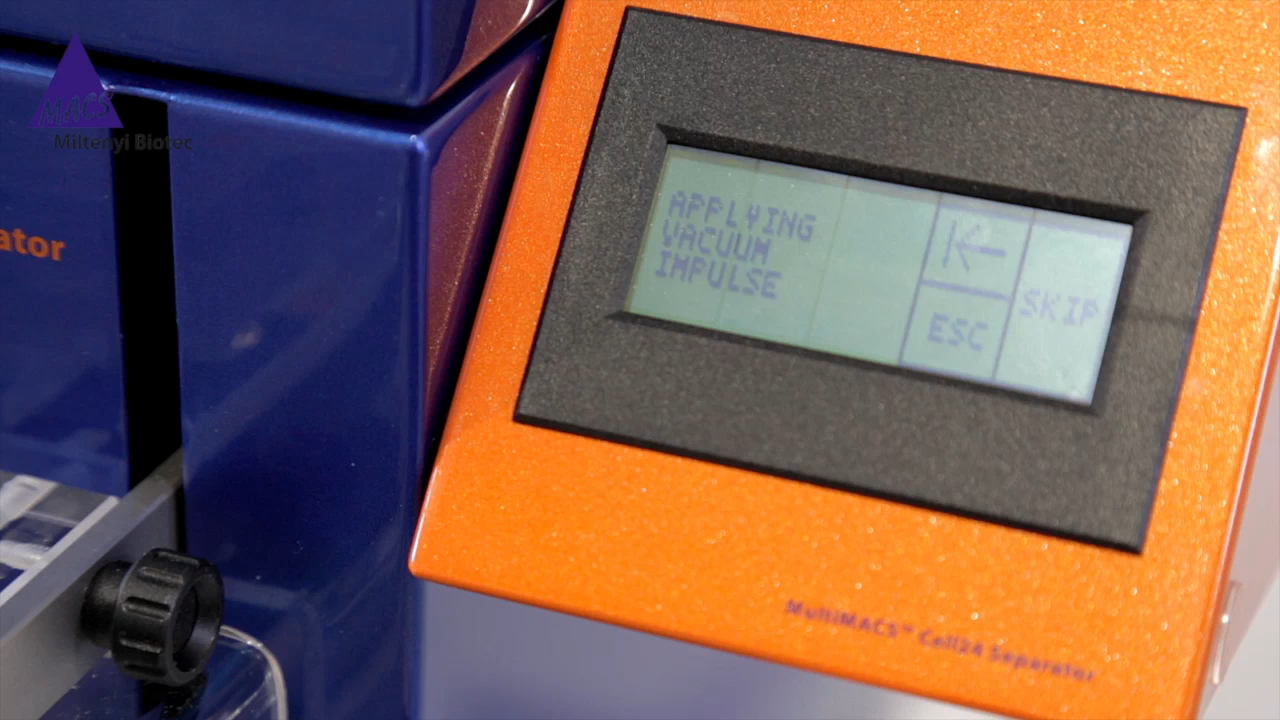 MACS
Miltenyi Biotec
ator
APPLYING
VACUUM
IMPULSE
ESC
SKIP
MultiMACS™ Cell24 Separator